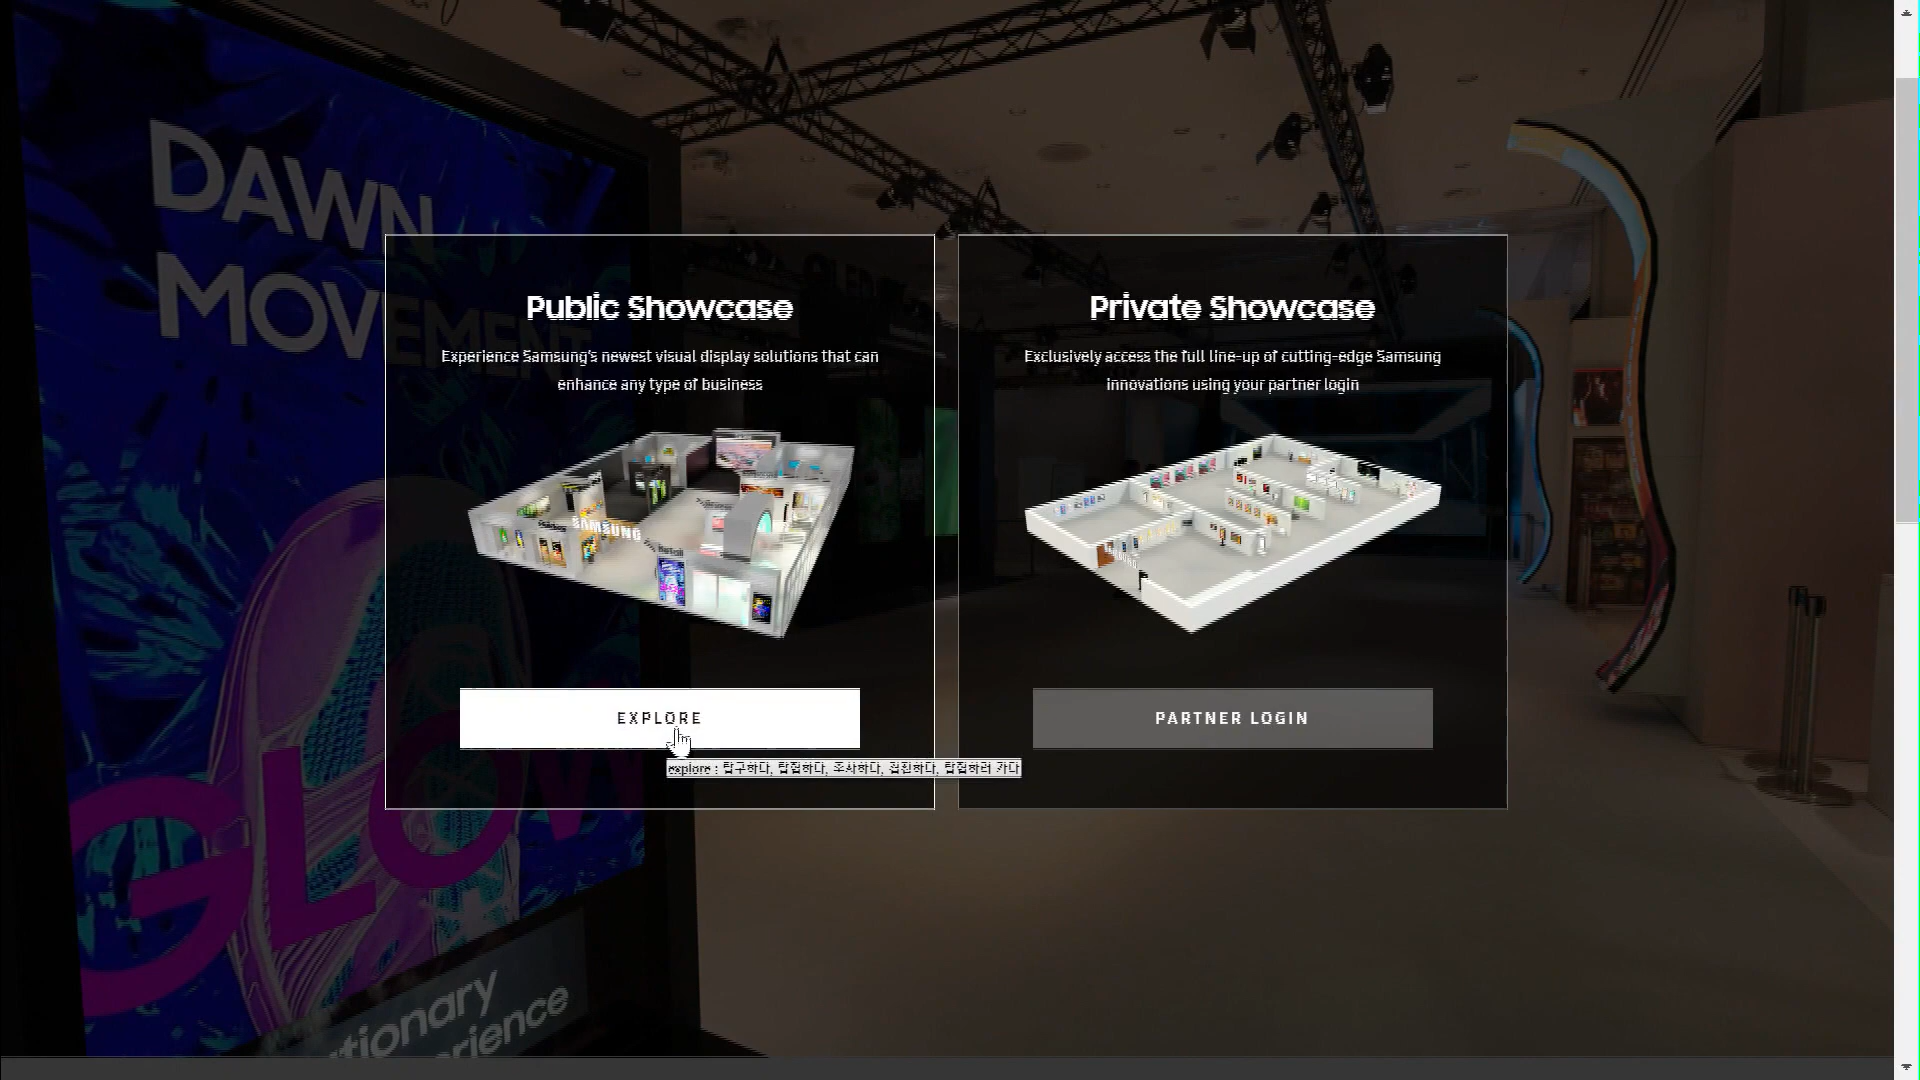 DAWN
MOVEMENT
GLOW
Public Showcase
Experience Samsung's newest visual display solutions that can
enhance any type of business
SAMSUNG
Retail
EXPLORE
explore : 탐구하다, 탐험하다, 조사하다, 검진하다, 탐험하러 가다
Private Showcase
Exclusively access the full line-up of cutting-edge Samsung
innovations using your partner login
PARTNER LOGIN